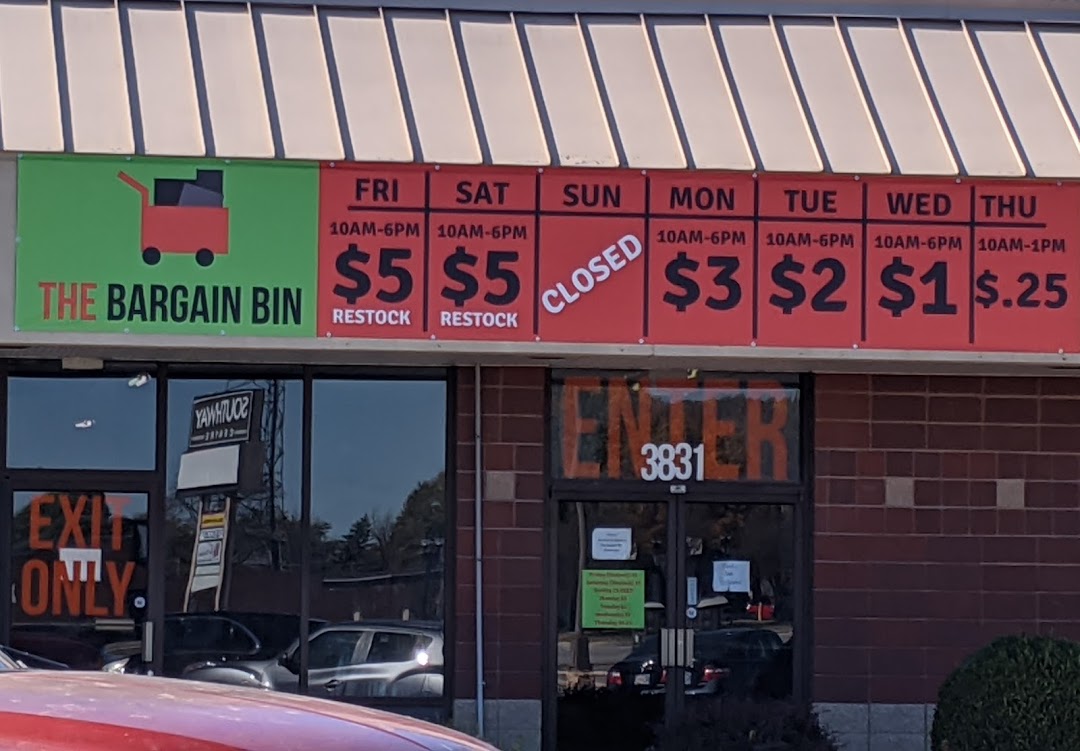 THE BARGAIN BIN
FRI
10AM-6PM
$5
RESTOCK
SAT
10AM-6PM
$5
RESTOCK
SUN
CLOSED
MON
10AM-6PM
$3
TUE
10AM-6PM
$2
WED
10AM-6PM
$1
THU
10AM-1PM
$.25
SOUTHWAY
ENTER
3831
EXIT
ONLY